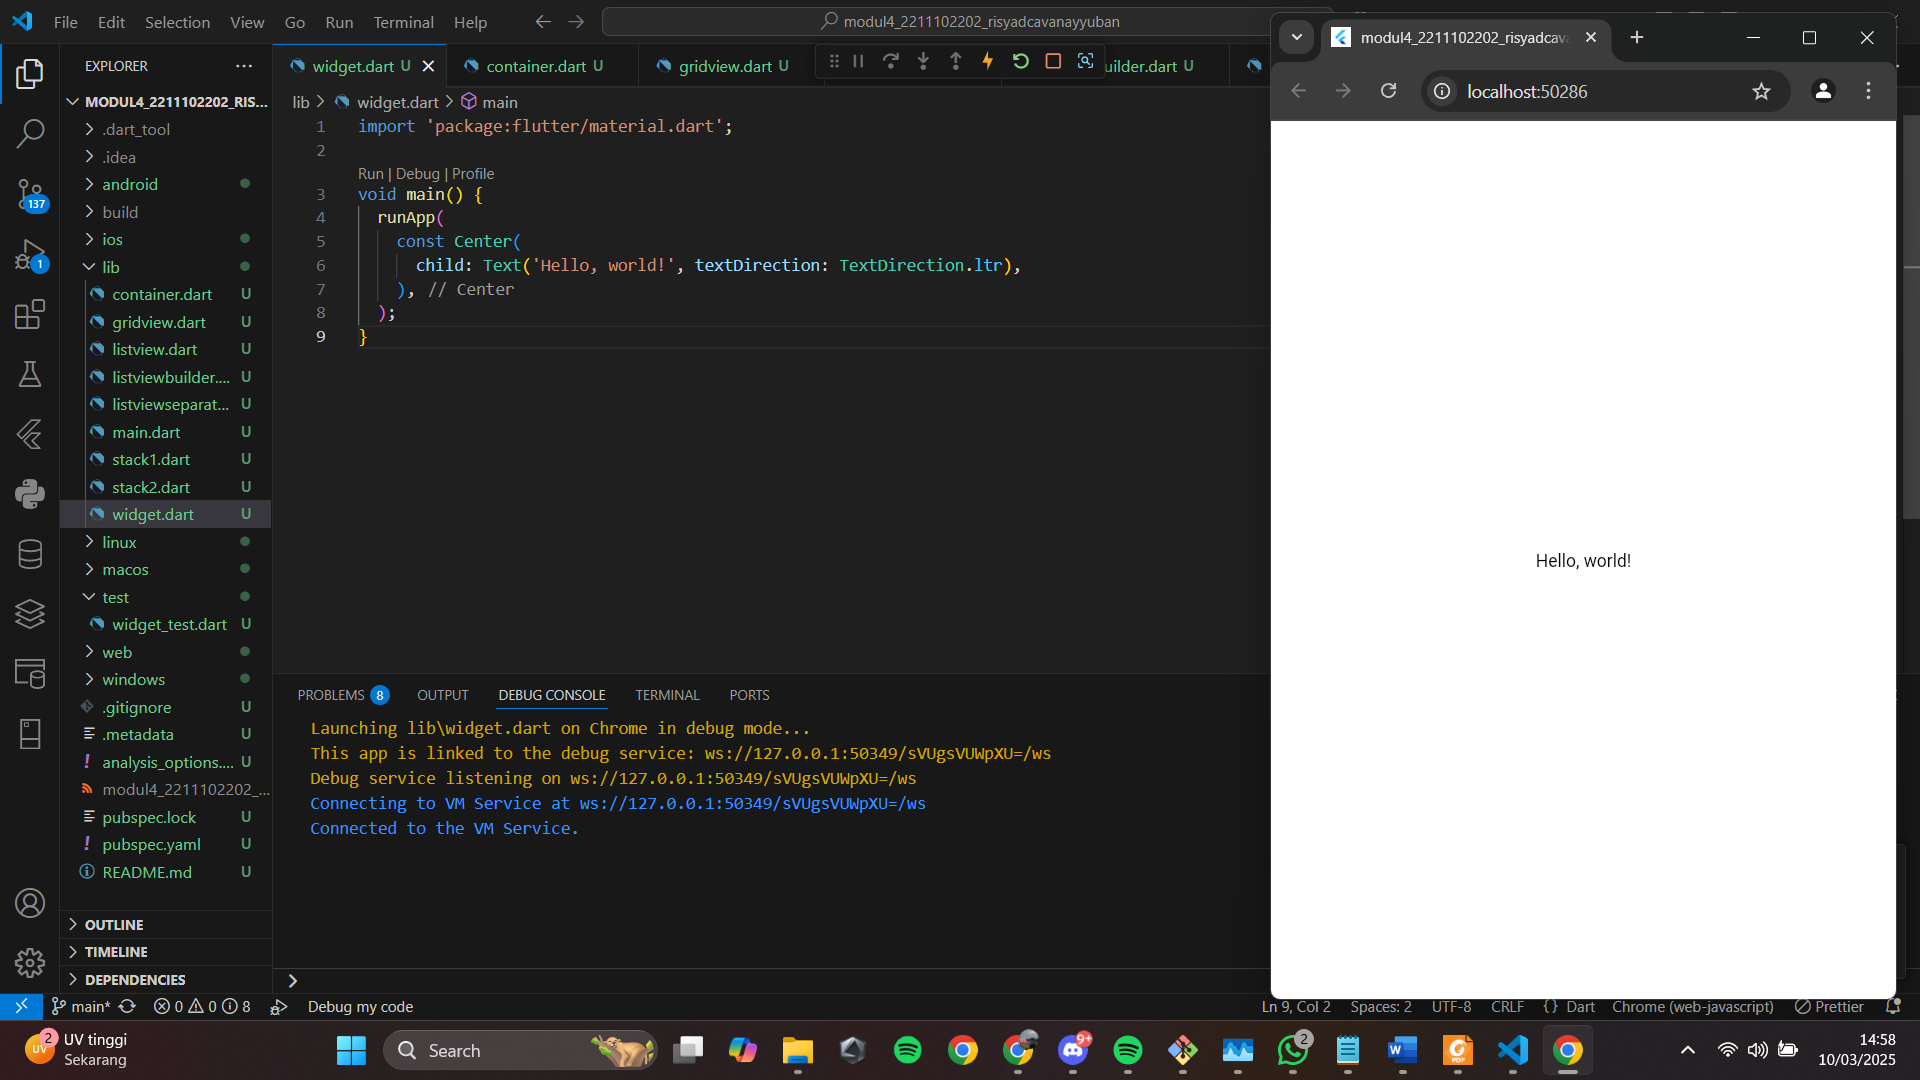 File Edit Selection View Go Run Terminal Help
modul4_2211102202_risyadcavanayyuban
EXPLORER
MODUL4_2211102202_RIS...
.dart_tool
.idea
android
build
ios
lib
container.dart U
gridview.dart U
listview.dart U
listviewbuilder.... U
listviewseparat... U
main.dart U
stack1.dart U
stack2.dart U
widget.dart U
linux
macos
test
widget_test.dart U
web
windows
.gitignore U
.metadata U
analysis_options.... U
modul4_2211102202_...
pubspec.lock U
pubspec.yaml U
README.md U
OUTLINE
TIMELINE
DEPENDENCIES
137
1
widget.dart U
container.dart U
gridview.dart U
uilder.dart U
lib > widget.dart > main
1 import 'package:flutter/material.dart';
2
Run | Debug | Profile
3 void main() {
4 runApp(
5 const Center(
6 child: Text('Hello, world!', textDirection: TextDirection.ltr),
7 ), // Center
8 );
9 }
PROBLEMS 8 OUTPUT DEBUG CONSOLE TERMINAL PORTS
Launching lib\widget.dart on Chrome in debug mode...
This app is linked to the debug service: ws://127.0.0.1:50349/sVUgsVUWpXU=/ws
Debug service listening on ws://127.0.0.1:50349/sVUgsVUWpXU=/ws
Connecting to VM Service at ws://127.0.0.1:50349/sVUgsVUWpXU=/ws
Connected to the VM Service.
modul4_2211102202_risyadcava
localhost:50286
Hello, world!
main* 0 0 8 Debug my code
Ln 9, Col 2 Spaces: 2 UTF-8 CRLF {} Dart Chrome (web-javascript) Prettier
2
UV
UV tinggi
Sekarang
Search
9+
2
PDF
14:58
10/03/2025